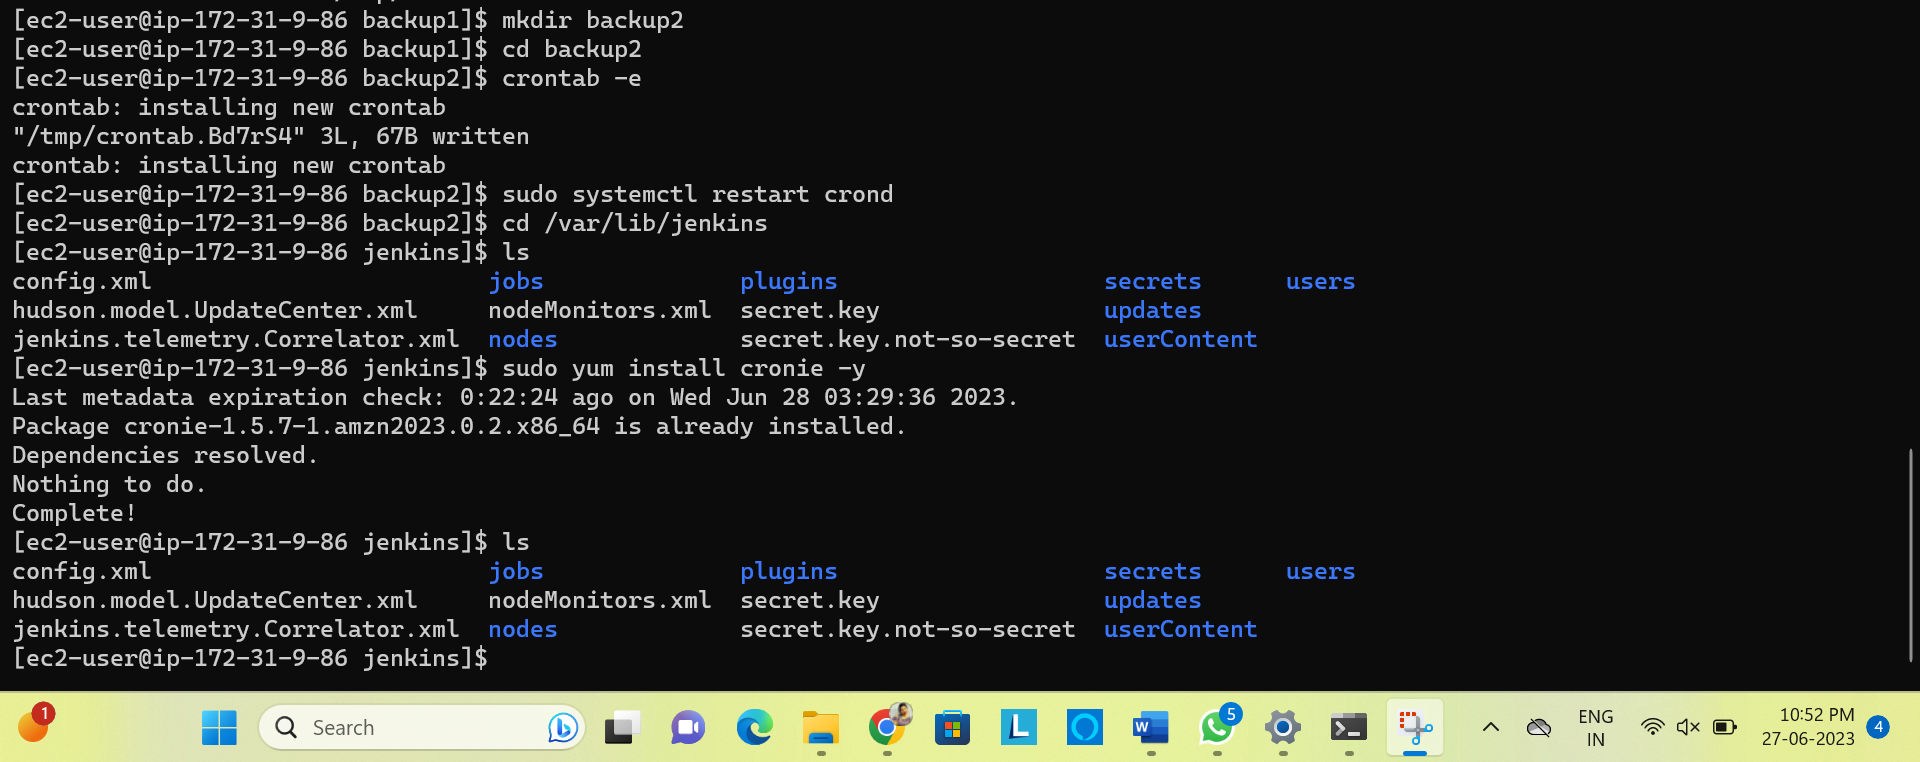 [ec2-user@ip-172-31-9-86 backup1]$ mkdir backup2
[ec2-user@ip-172-31-9-86 backup1]$ cd backup2
[ec2-user@ip-172-31-9-86 backup2]$ crontab -e
crontab: installing new crontab
"/tmp/crontab.Bd7rS4" 3L, 67B written
crontab: installing new crontab
[ec2-user@ip-172-31-9-86 backup2]$ sudo systemctl restart crond
[ec2-user@ip-172-31-9-86 backup2]$ cd /var/lib/jenkins
[ec2-user@ip-172-31-9-86 jenkins]$ ls
config.xml jobs plugins secrets users
hudson.model.UpdateCenter.xml nodeMonitors.xml secret.key updates
jenkins.telemetry.Correlator.xml nodes secret.key.not-so-secret userContent
[ec2-user@ip-172-31-9-86 jenkins]$ sudo yum install cronie -y
Last metadata expiration check: 0:22:24 ago on Wed Jun 28 03:29:36 2023.
Package cronie-1.5.7-1.amzn2023.0.2.x86_64 is already installed.
Dependencies resolved.
Nothing to do.
Complete!
[ec2-user@ip-172-31-9-86 jenkins]$ ls
config.xml jobs plugins secrets users
hudson.model.UpdateCenter.xml nodeMonitors.xml secret.key updates
jenkins.telemetry.Correlator.xml nodes secret.key.not-so-secret userContent
[ec2-user@ip-172-31-9-86 jenkins]$
1
Search
L
W
5
ENG
IN
10:52 PM
27-06-2023
4